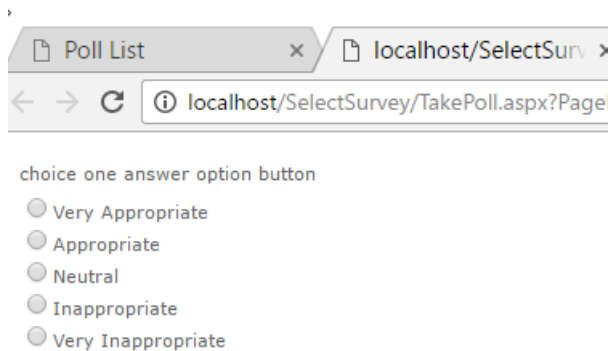 Poll List
localhost/SelectSurv
localhost/SelectSurvey/TakePoll.aspx?Page
choice one answer option button
Very Appropriate
Appropriate
Neutral
Inappropriate
Very Inappropriate